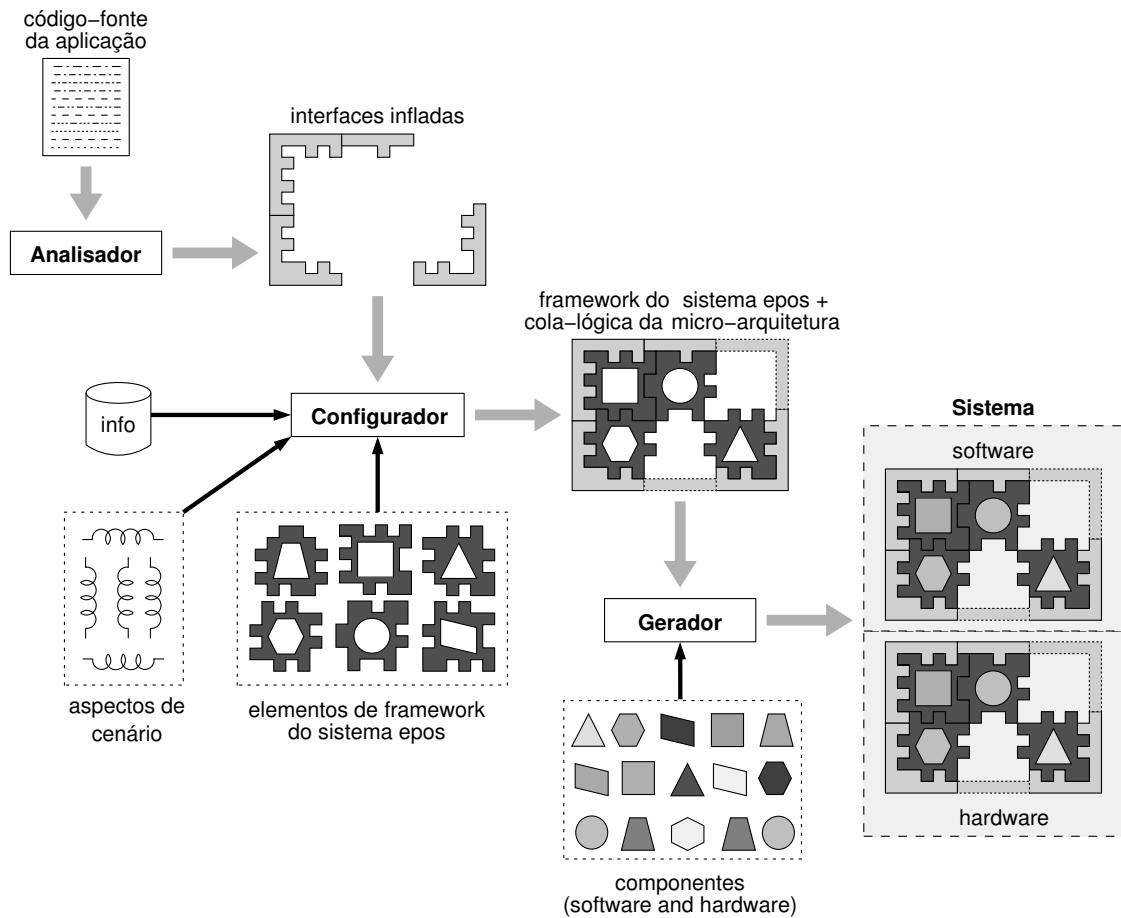 código−fonte
da aplicação
interfaces infladas
Analisador
framework do sistema epos +
cola−lógica da micro−arquitetura
info
Configurador
Sistema
software
Gerador
aspectos de
cenário
elementos de framework
do sistema epos
hardware
componentes
(software and hardware)